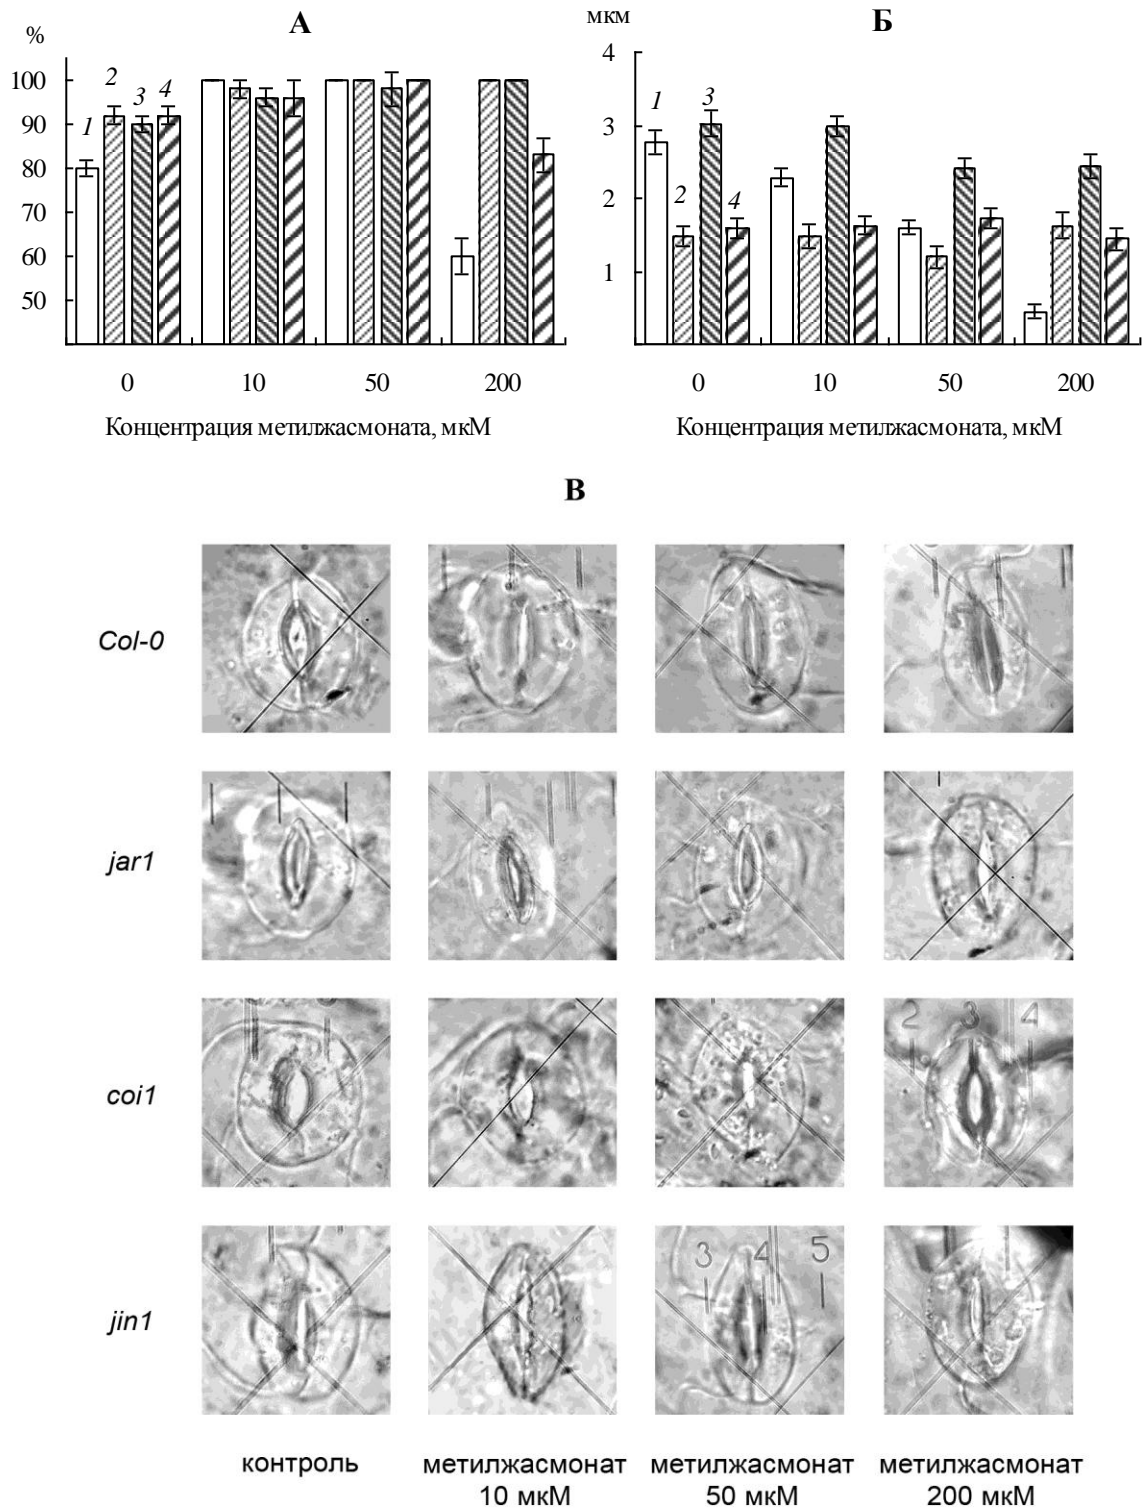 А
%
100
90
80
70
60
50
1
2
3
4
0 10 50 200
Концентрация метилжасмоната, мкМ
Б
мкм
4
3
2
1
1
2
3
4
0 10 50 200
Концентрация метилжасмоната, мкМ
В
Col-0
jar1
coi1
2 3 4
jin1
3 4 5
контроль
метилжасмонат
10 мкМ
метилжасмонат
50 мкМ
метилжасмонат
200 мкМ